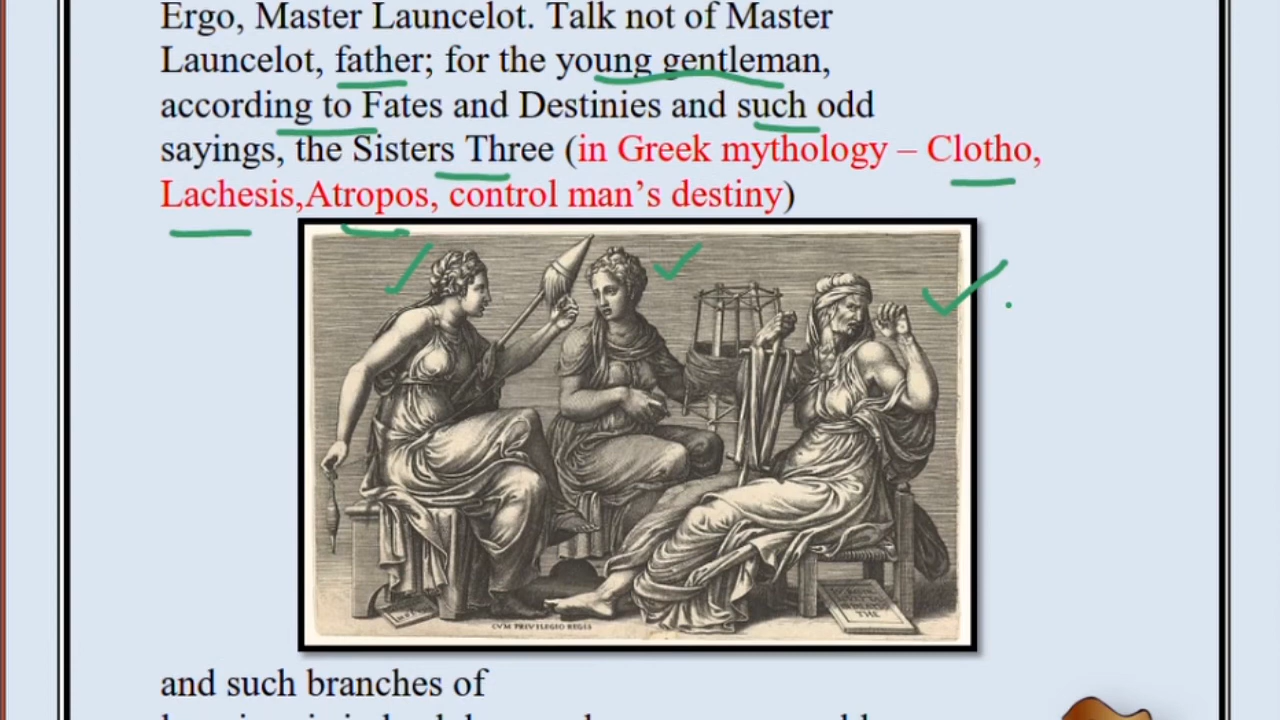 Ergo, Master Launcelot. Talk not of Master
Launcelot, father; for the young gentleman,
according to Fates and Destinies and such odd
sayings, the Sisters Three (in Greek mythology – Clotho,
Lachesis,Atropos, control man’s destiny)
CVM PRIVILEGIO REGIS
and such branches of